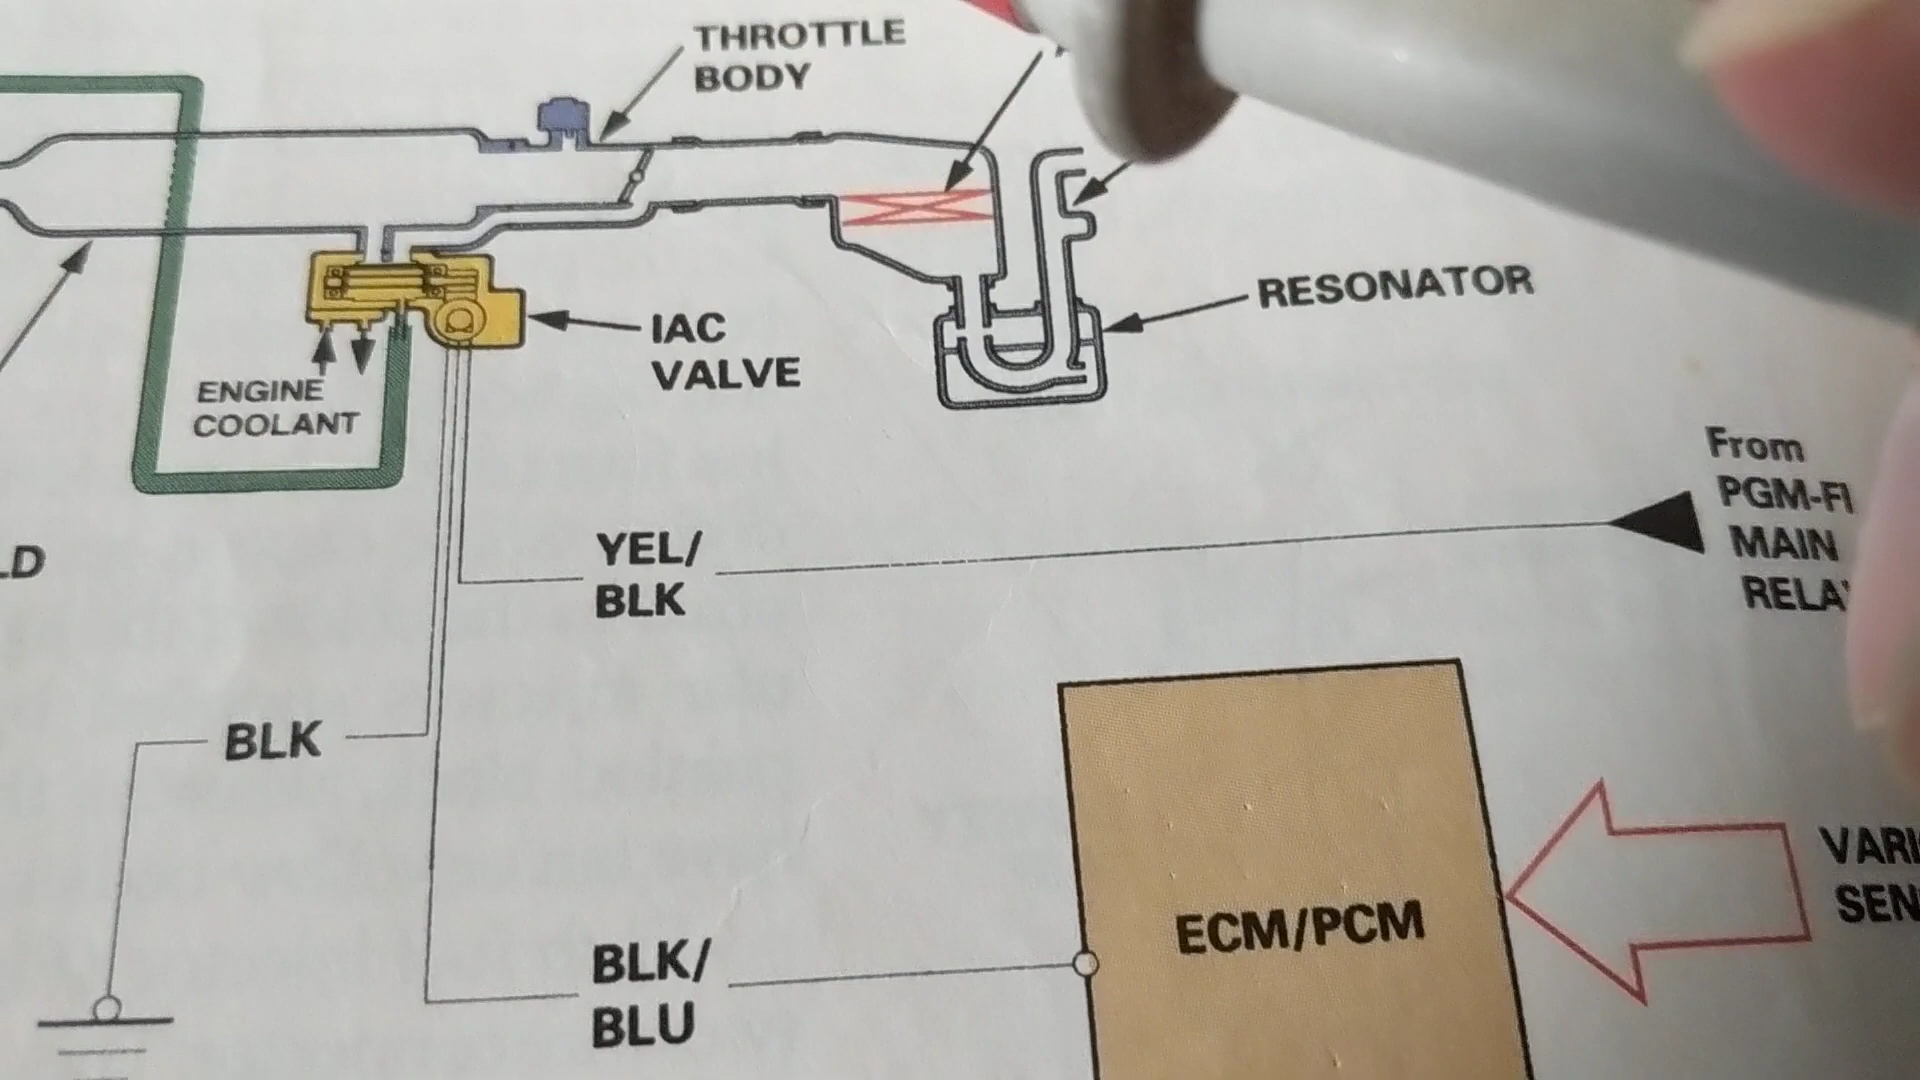 THROTTLE
BODY
RESONATOR
IAC
VALVE
ENGINE
COOLANT
From
PGM-FI
MAIN
YEL/
BLK
BLK
ECM/PCM
BLK/
BLU